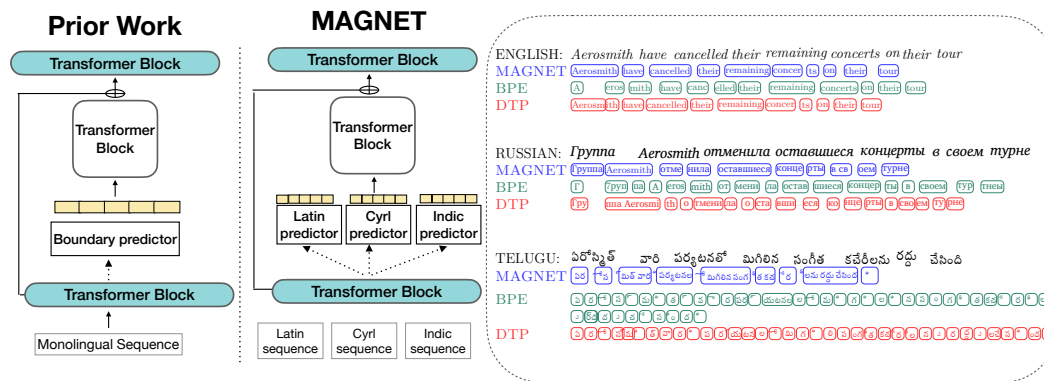 Prior Work
Transformer Block
Transformer Block
Boundary predictor
Transformer Block
Monolingual Sequence
MAGNET
Transformer Block
Transformer Block
Latin predictor
Cyrl predictor
Indic predictor
Transformer Block
Latin sequence
Cyrl sequence
Indic sequence
ENGLISH: Aerosmith have cancelled their remaining concerts on their tour
MAGNET Aerosmith have cancelled their remaining concer ts on their tour
BPE A eros mith have canc elled their remaining concerts on their tour
DTP Aerosm ith have cancelled their remaining concer ts on their tour
RUSSIAN: Группа Aerosmith отменила оставшиеся концерты в своем турне
MAGNET Группа Aerosmith отме нила оставшиеся конце рты в св оем турне
BPE Г руп па A eros mith от мени ла остав шиеся концер ты в своем тур тнеы
DTP Гру ппа Aerosmi th о тменила о ста вши еся ко нце рты в сво ем ту рне
TELUGU: ఏరోస్మిత్ వారి పర్యటనలో మిగిలిన సంగీత కచేరీలను రద్దు చేసింది
MAGNET
BPE
DTP